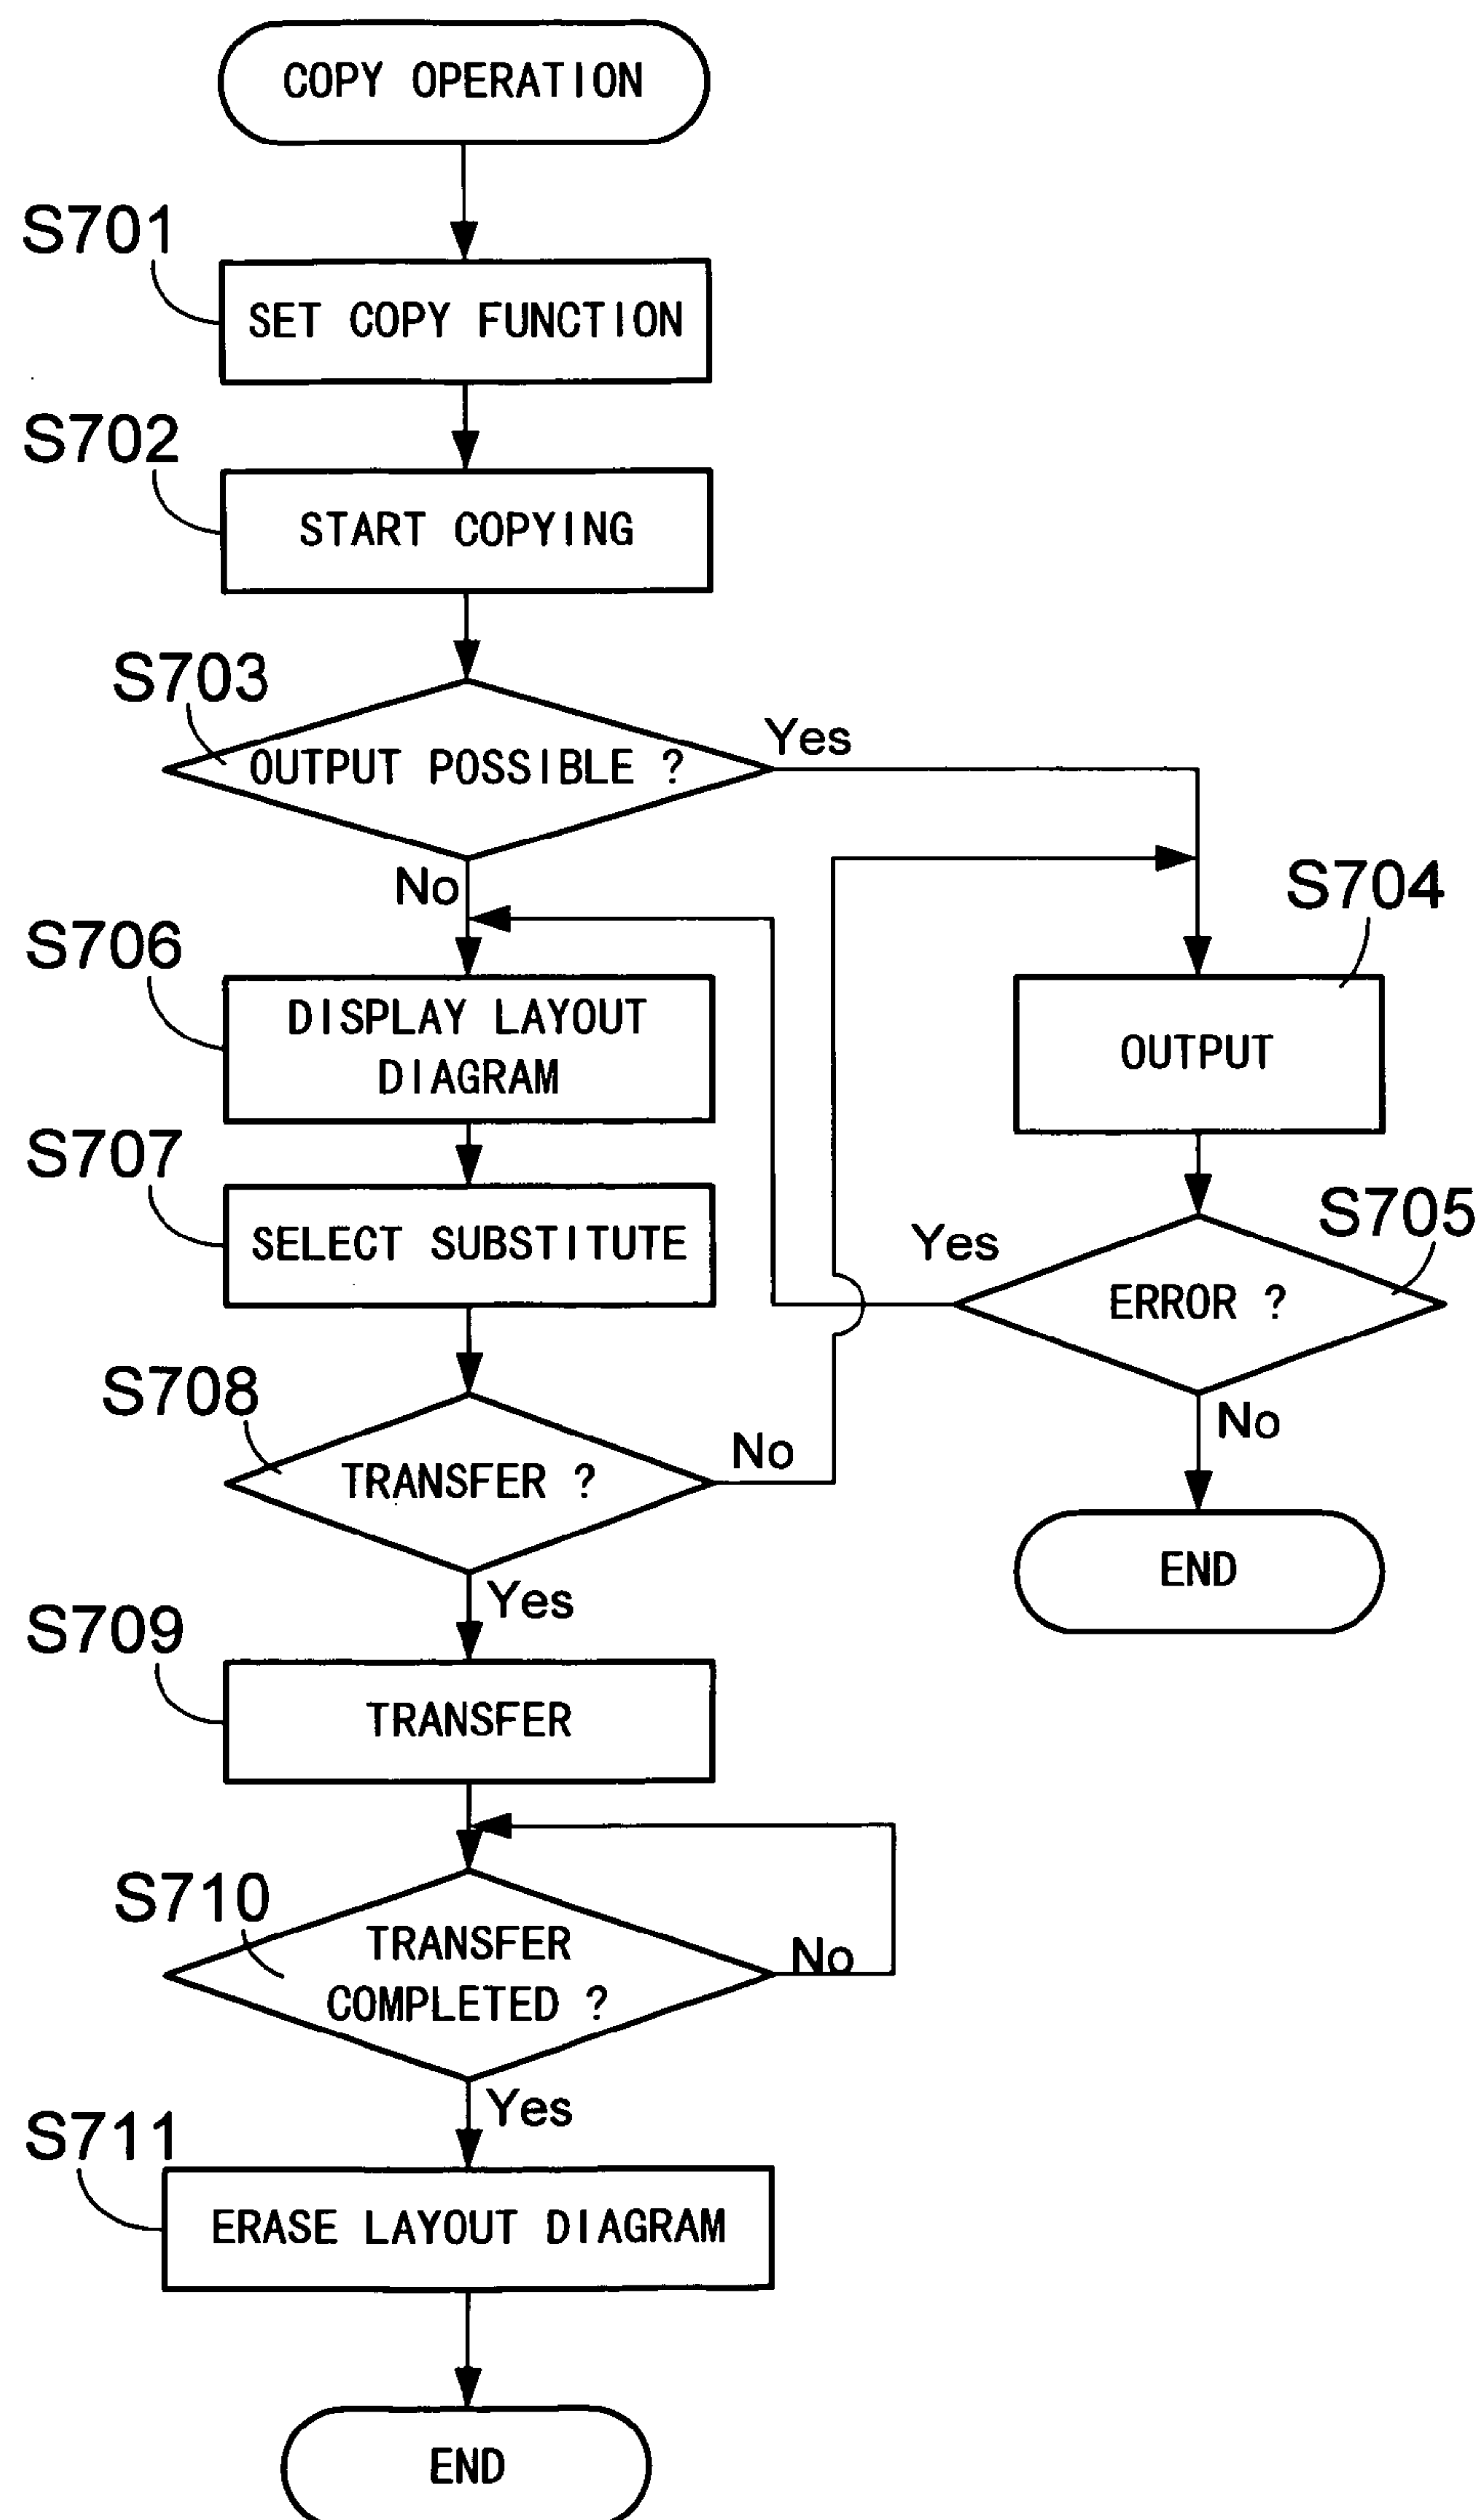 COPY OPERATION
S701
SET COPY FUNCTION
S702
START COPYING
S703
OUTPUT POSSIBLE ?
Yes
No
S704
OUTPUT
S706
DISPLAY LAYOUT
DIAGRAM
S707
SELECT SUBSTITUTE
S705
ERROR ?
Yes
No
END
S708
TRANSFER ?
No
Yes
S709
TRANSFER
S710
TRANSFER
COMPLETED ?
No
Yes
S711
ERASE LAYOUT DIAGRAM
END